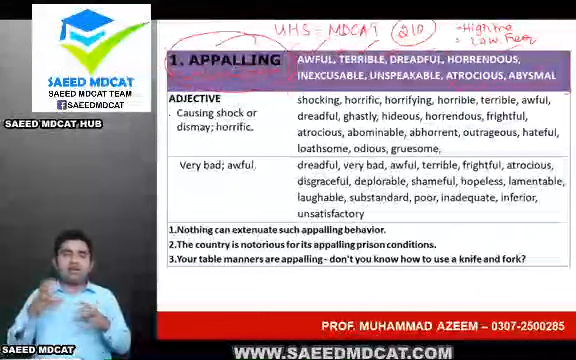 UHS = MDCAT 210 - High
= Low Freq
1. APPALLING
AWFUL, TERRIBLE, DREADFUL, HORRENDOUS,
INEXCUSABLE, UNSPEAKABLE, ATROCIOUS, ABYSMAL
SAEED MDCAT
SAEED MDCAT TEAM
SAEED MDCAT
SAEED MDCAT HUB
ADJECTIVE
. Causing shock or
dismay; horrific.
shocking, horrific, horrifying, horrible, terrible, awful,
dreadful, ghastly, hideous, horrendous, frightful,
atrocious, abominable, abhorrent, outrageous, hateful,
loathsome, odious, gruesome,
Very bad; awful
dreadful, very bad, awful, terrible, frightful, atrocious,
disgraceful, deplorable, shameful, hopeless, lamentable,
laughable, substandard, poor, inadequate, inferior,
unsatisfactory
1.Nothing can extenuate such appalling behavior.
2.The country is notorious for its appalling prison conditions.
3.Your table manners are appalling - don't you know how to use a knife and fork?
PROF. MUHAMMAD AZEEM – 0307-2500285
WWW.SAEEDMDCAT.COM